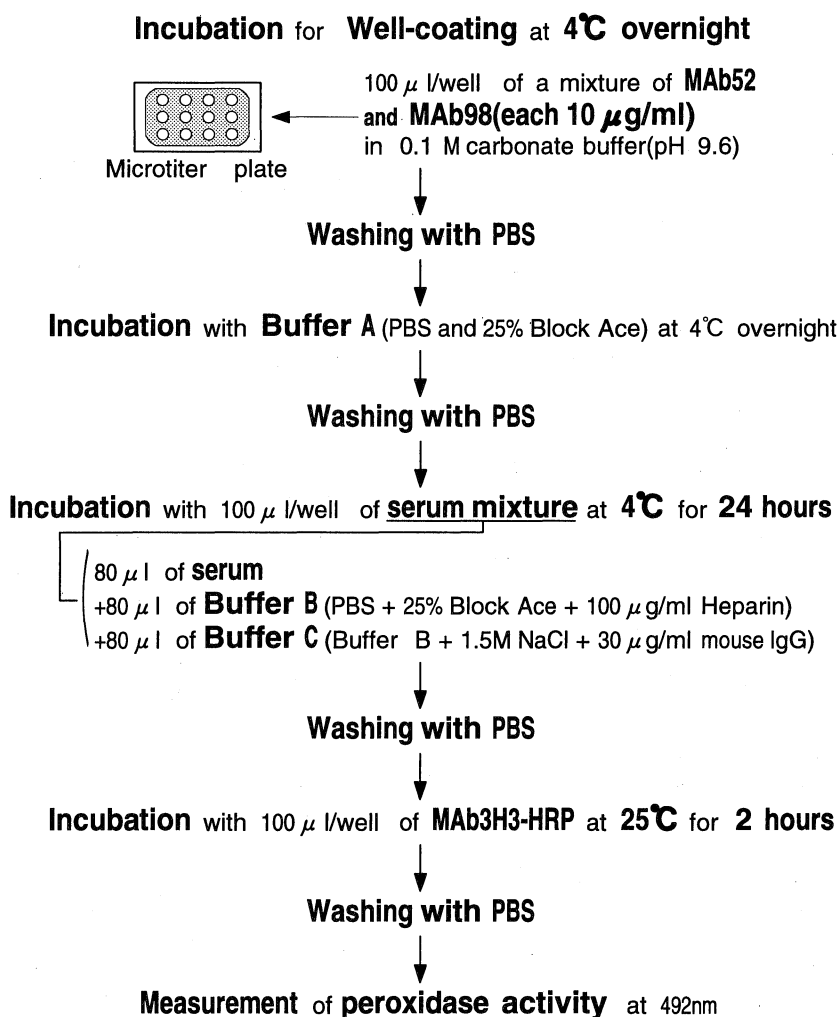 Incubation for Well-coating at 4℃ overnight
100 μ l/well of a mixture of MAb52
and MAb98(each 10 μg/ml)
in 0.1 M carbonate buffer(pH 9.6)
Microtiter plate
Washing with PBS
Incubation with Buffer A (PBS and 25% Block Ace) at 4℃ overnight
Washing with PBS
Incubation with 100 μ l/well of serum mixture at 4℃ for 24 hours
80 μ l of serum
+80 μ l of Buffer B (PBS + 25% Block Ace + 100 μg/ml Heparin)
+80 μ l of Buffer C (Buffer B + 1.5M NaCl + 30 μg/ml mouse IgG)
Washing with PBS
Incubation with 100 μ l/well of MAb3H3-HRP at 25℃ for 2 hours
Washing with PBS
Measurement of peroxidase activity at 492nm